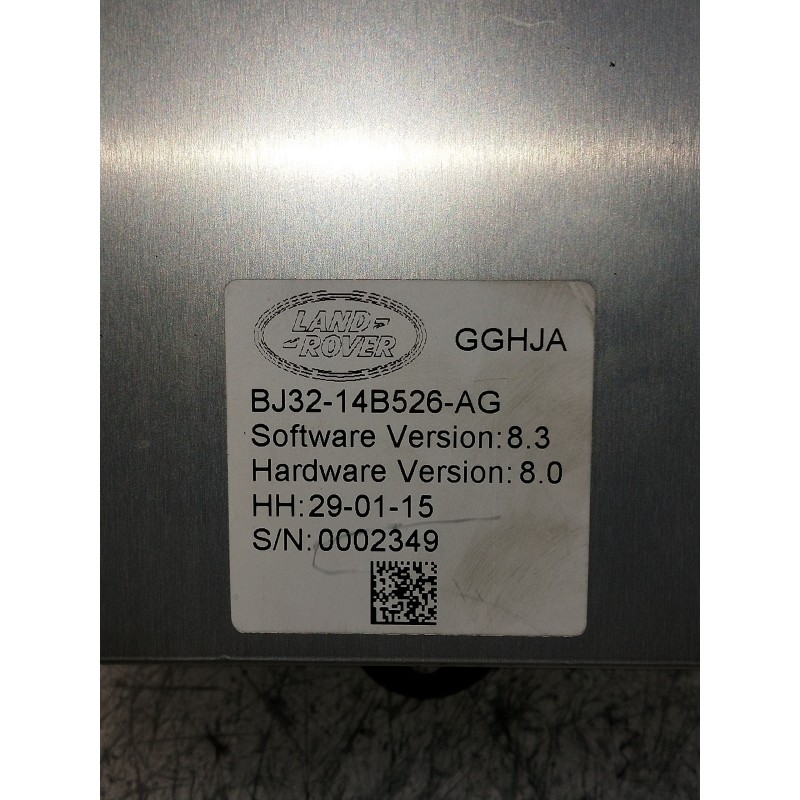 LAND-
-ROVER
GGHJA
BJ32-14B526-AG
Software Version: 8.3
Hardware Version: 8.0
HH: 29-01-15
S/N: 0002349